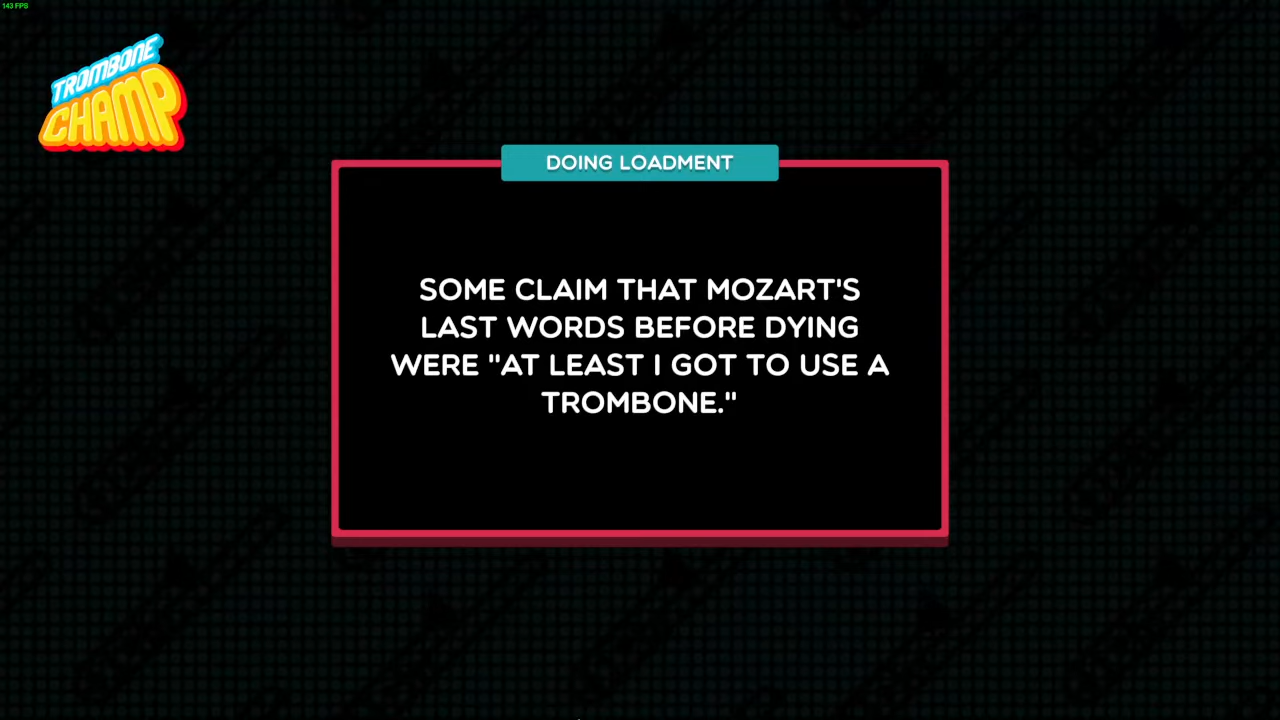 143 FPS
TROMBONE
CHAMP
DOING LOADMENT
SOME CLAIM THAT MOZART'S
LAST WORDS BEFORE DYING
WERE "AT LEAST I GOT TO USE A
TROMBONE."